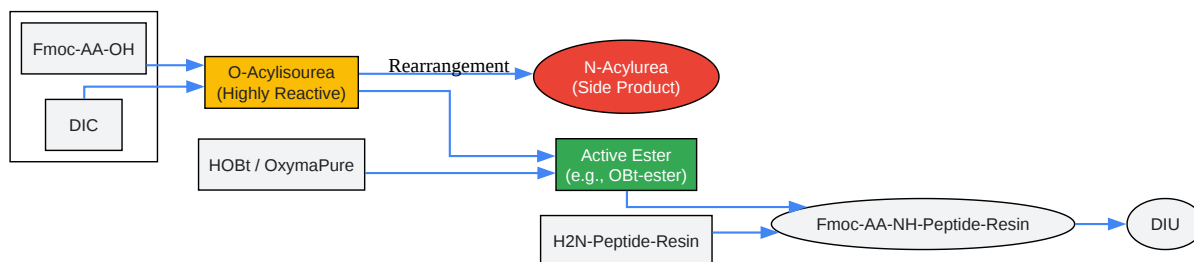 Fmoc-AA-OH
DIC
O-Acylisourea
(Highly Reactive)
Rearrangement
N-Acylurea
(Side Product)
HOBt / OxymaPure
Active Ester
(e.g., OBt-ester)
H2N-Peptide-Resin
Fmoc-AA-NH-Peptide-Resin
DIU